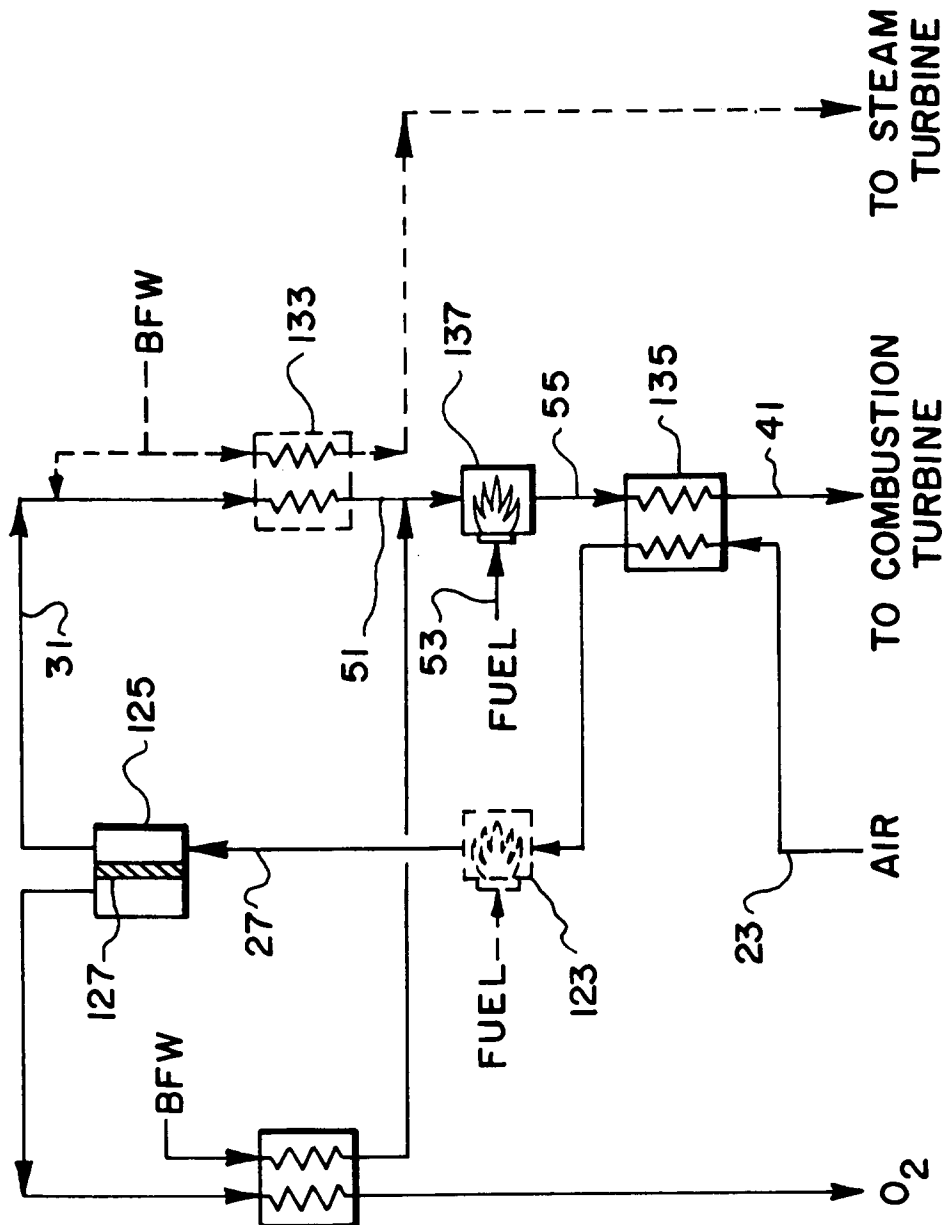 31
BFW
133
125
127
51
137
53
FUEL
55
135
41
27
FUEL
123
23
BFW
O2
AIR
TO COMBUSTION
TURBINE
TO STEAM
TURBINE